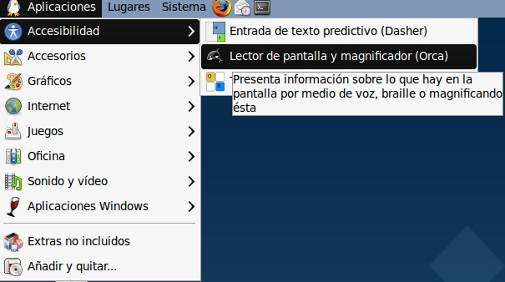 Aplicaciones Lugares Sistema
Accesibilidad
Accesorios
Gráficos
Internet
Juegos
Oficina
Sonido y vídeo
Aplicaciones Windows
Extras no incluidos
Añadir y quitar...
Entrada de texto predictivo (Dasher)
Lector de pantalla y magnificador (Orca)
Presenta información sobre lo que hay en la
pantalla por medio de voz, braille o magnificando
ésta